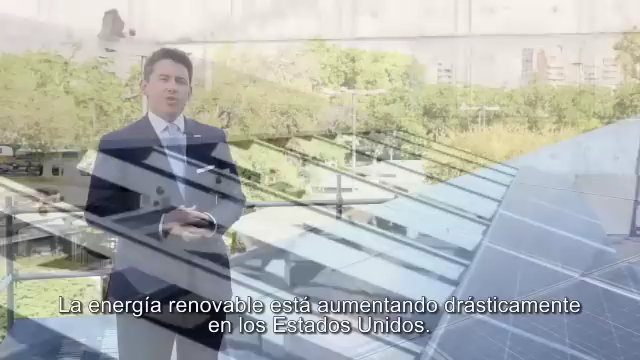 La energía renovable está aumentando drásticamente
en los Estados Unidos.